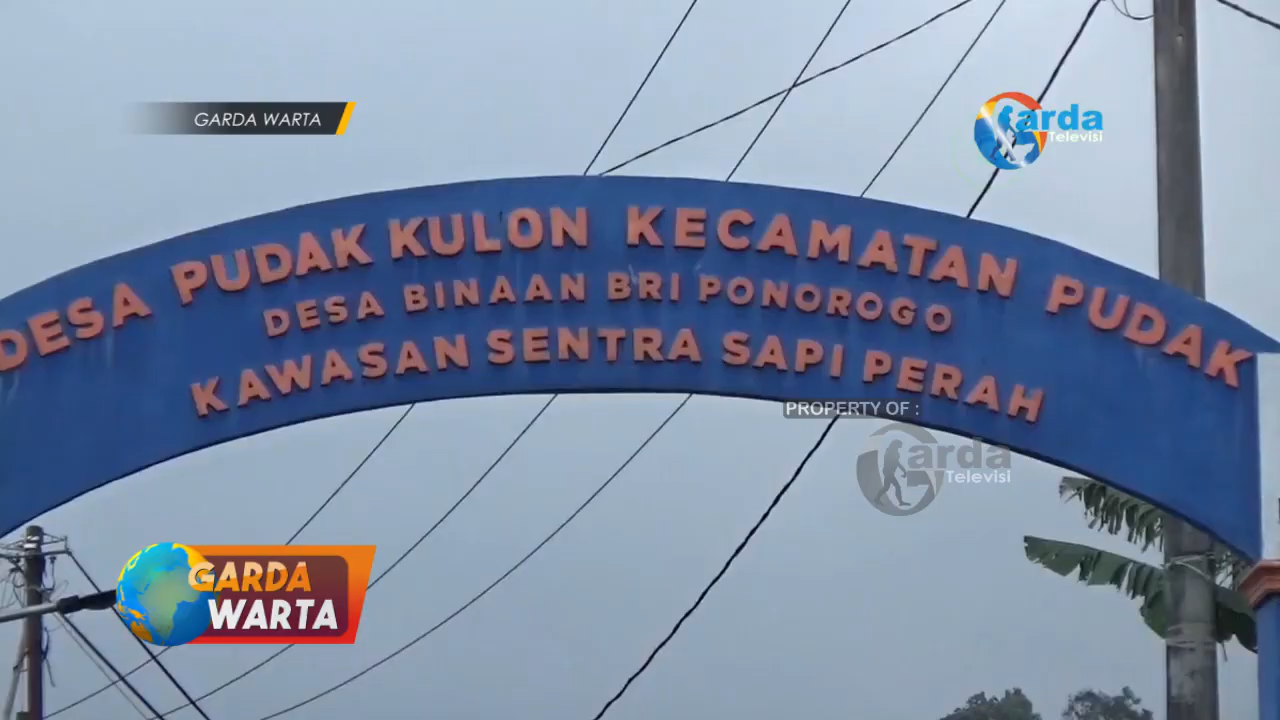 GARDA WARTA
Garda
Televisi
DESA PUDAK KULON KECAMATAN PUDAK
DESA BINAAN BRI PONOROGO
KAWASAN SENTRA SAPI PERAH
PROPERTY OF :
Garda
Televisi
GARDA
WARTA